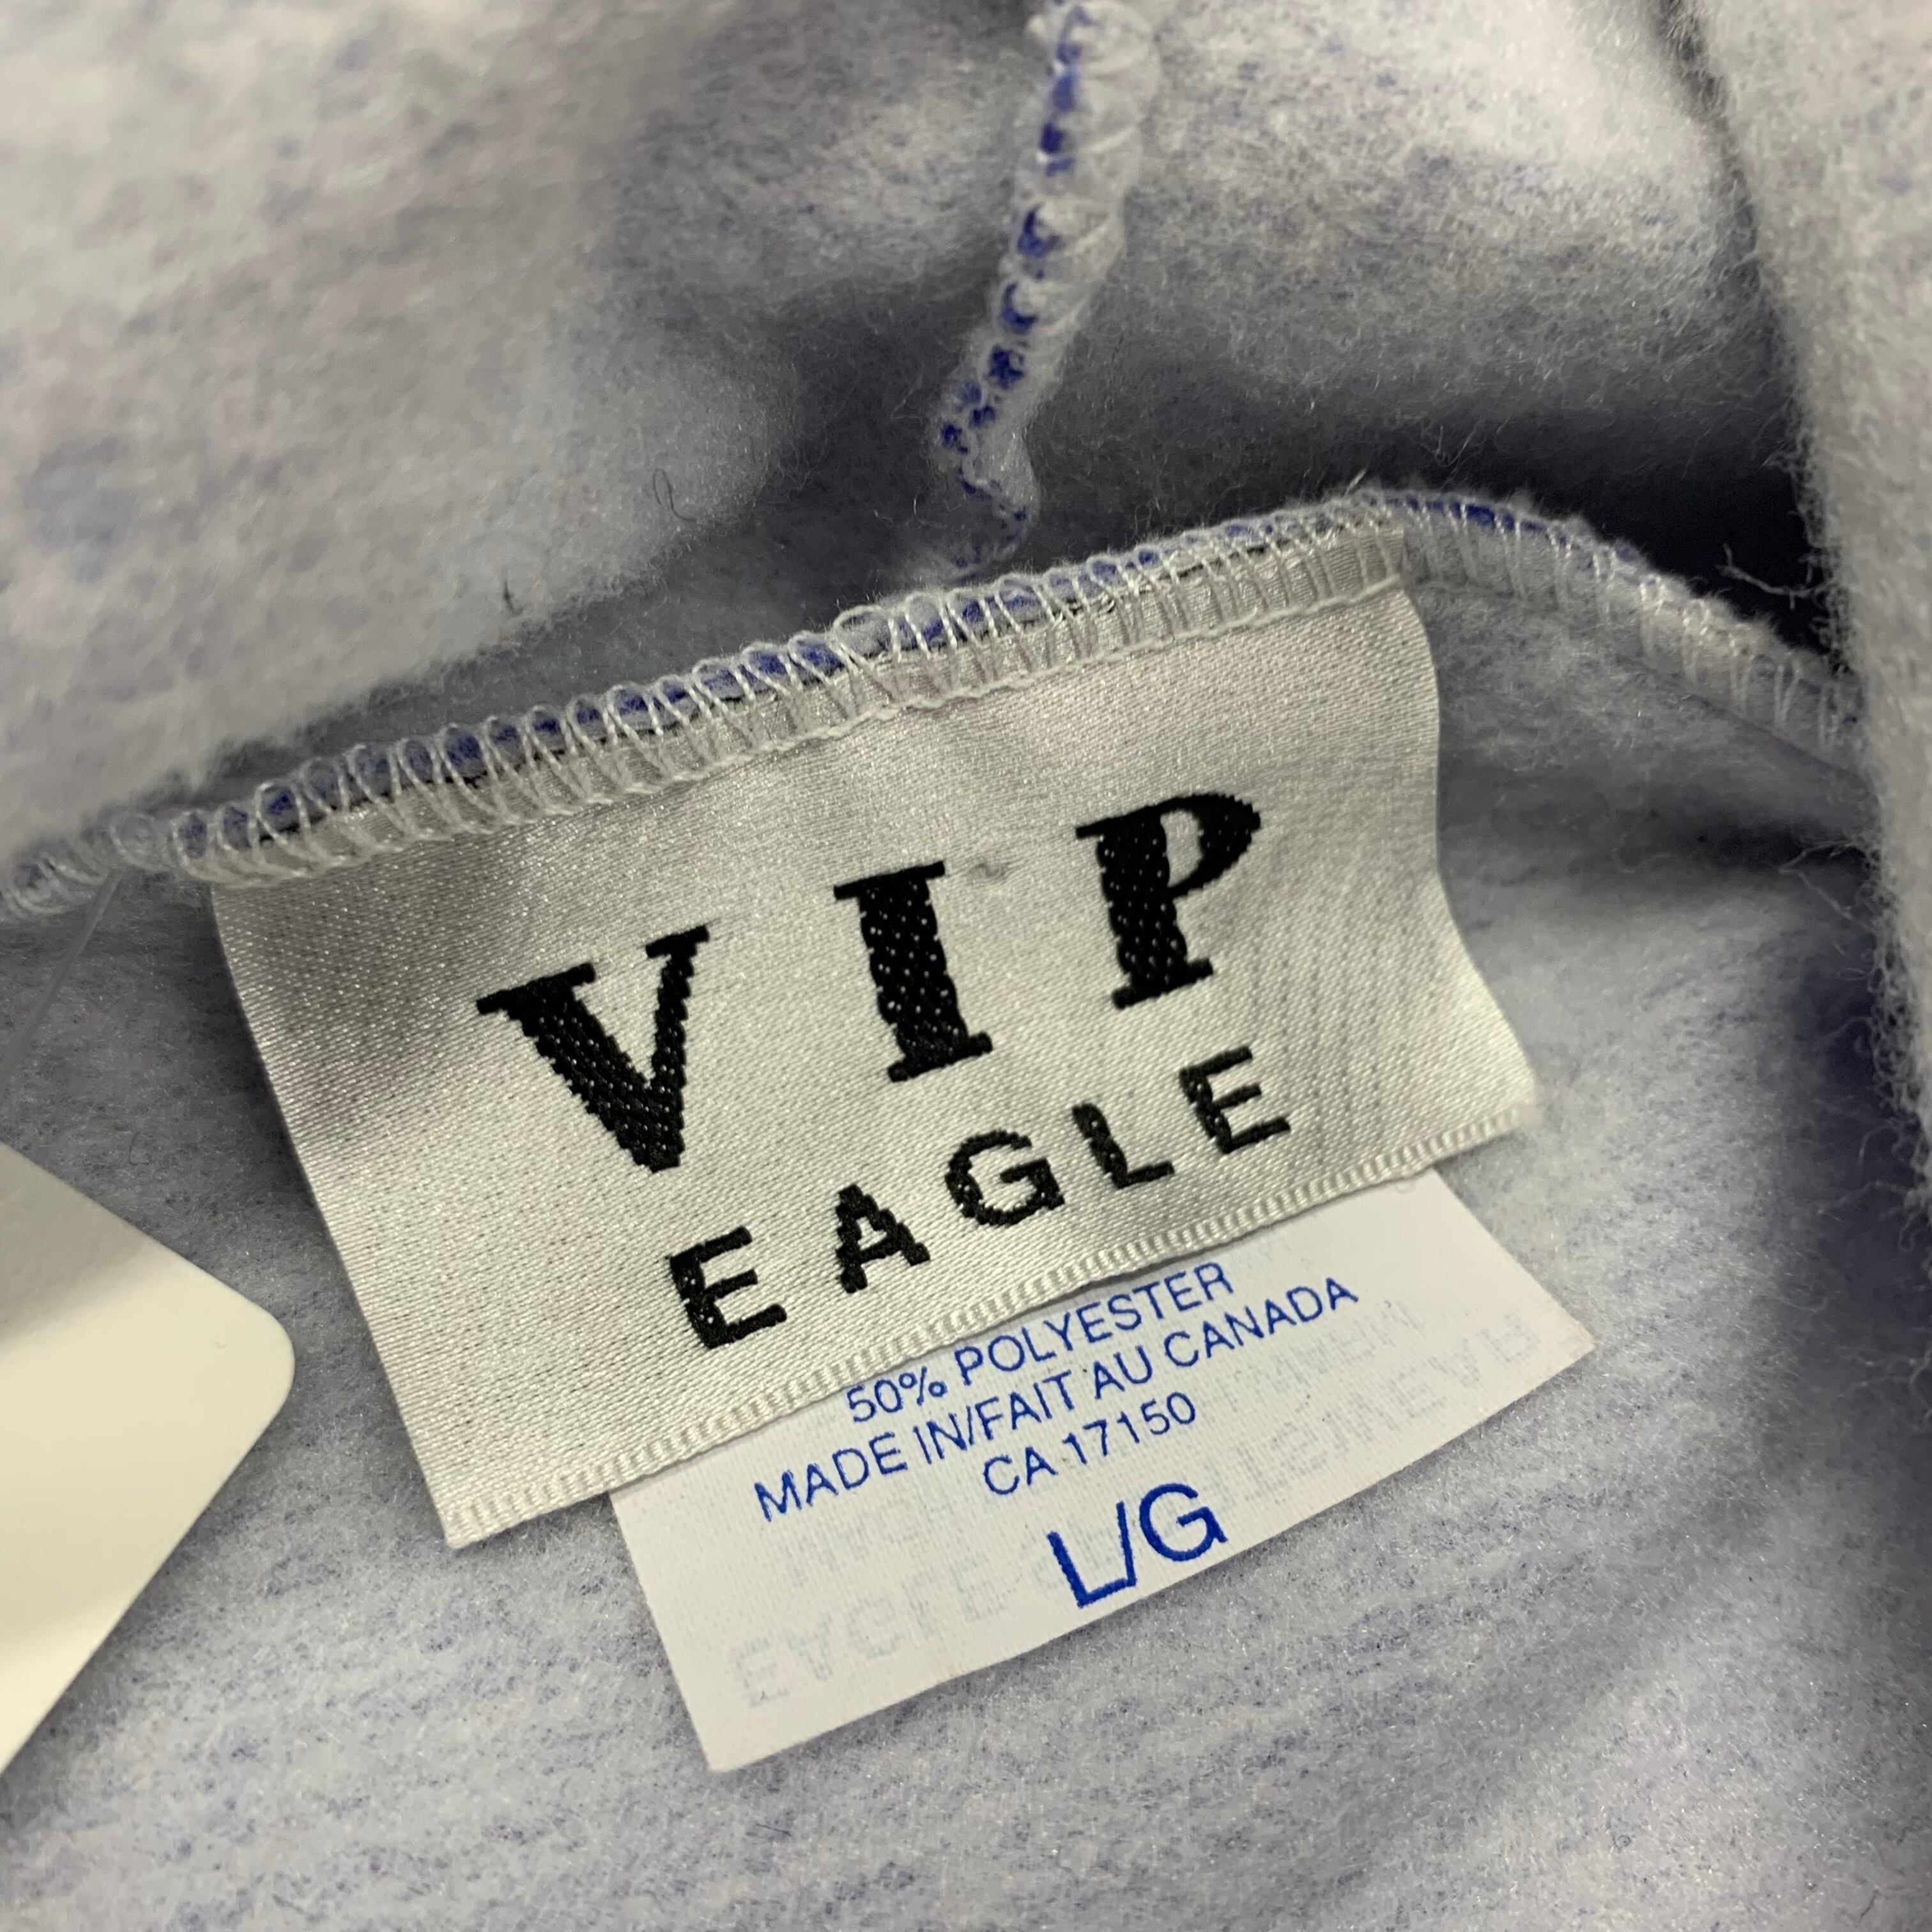 VIP
EAGLE
50% POLYESTER
MADE IN/FAIT AU CANADA
CA 17150
L/G